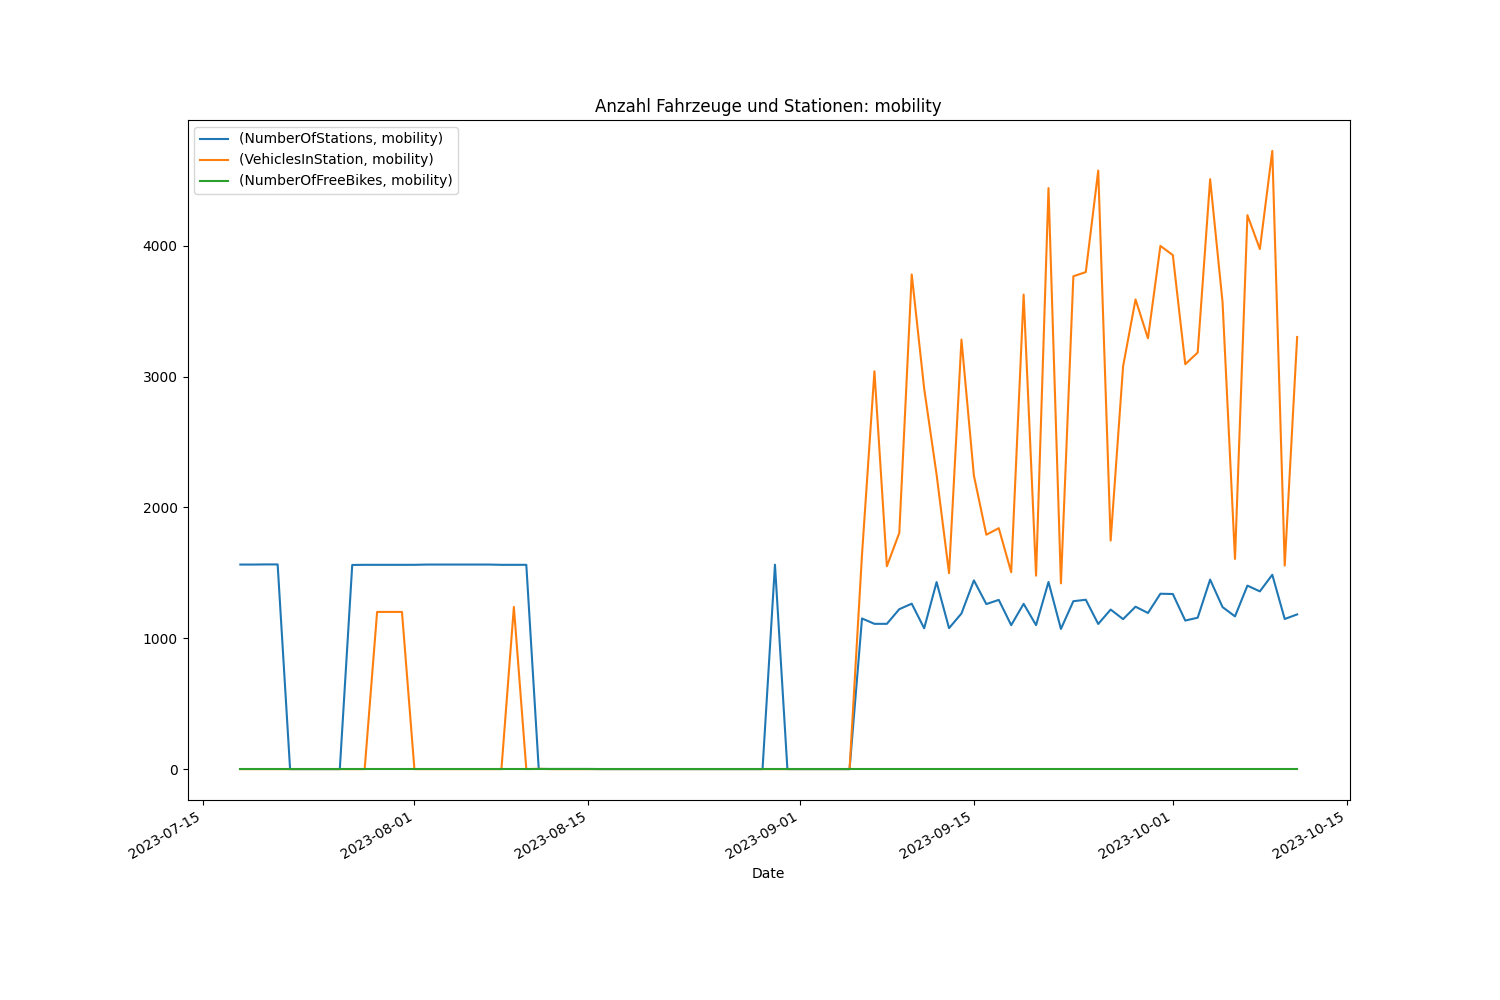 Anzahl Fahrzeuge und Stationen: mobility
(NumberOfStations, mobility)
(VehiclesInStation, mobility)
(NumberOfFreeBikes, mobility)
4000
3000
2000
1000
0
2023-07-15
2023-08-01
2023-08-15
2023-09-01
2023-09-15
2023-10-01
2023-10-15
Date